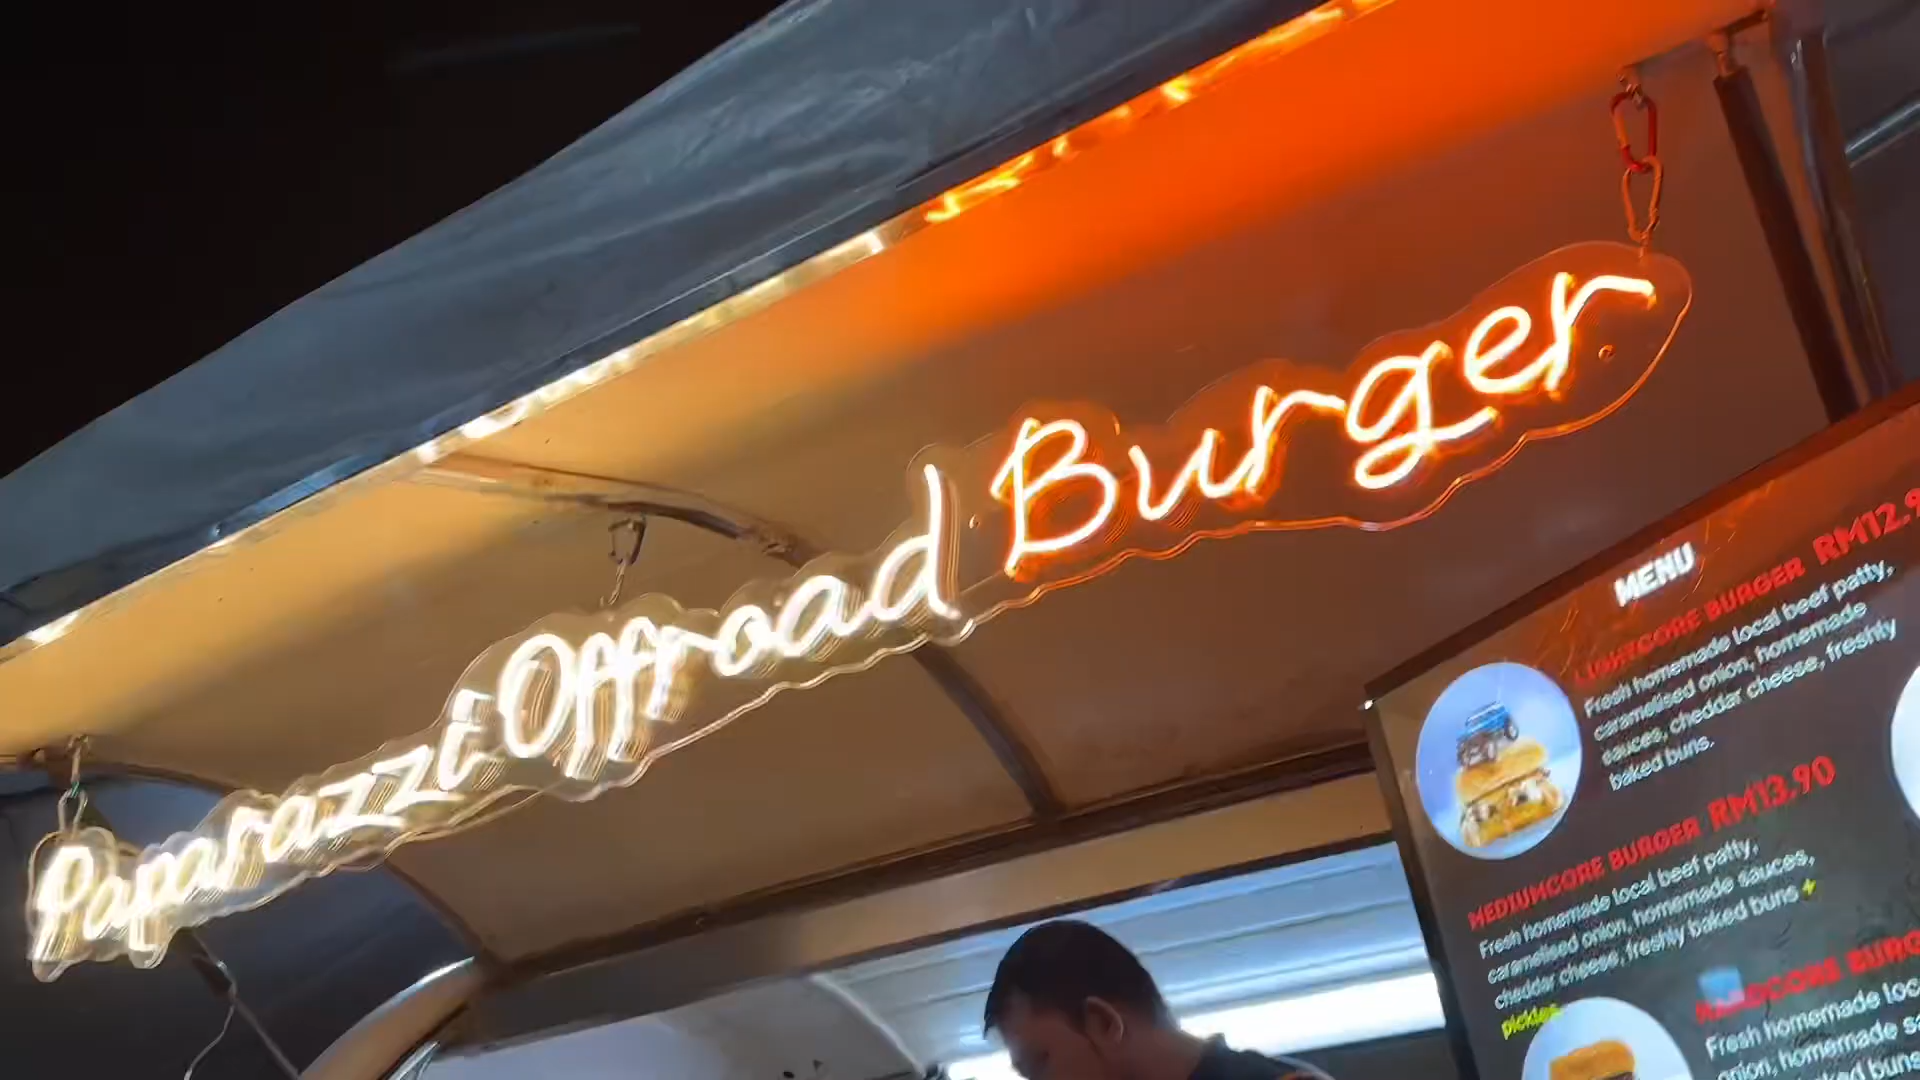 Paparazzi Offroad Burger
MENU
LIGHTCORE BURGER RM12.9
Fresh homemade local beef patty,
caramelised onion, homemade
sauces, cheddar cheese, freshly
baked buns.
MEDIUMCORE BURGER RM13.90
Fresh homemade local beef patty,
caramelised onion, homemade sauces,
cheddar cheese, freshly baked buns +
pickles
HARDCORE BURG
Fresh homemade loc
onion, homemade